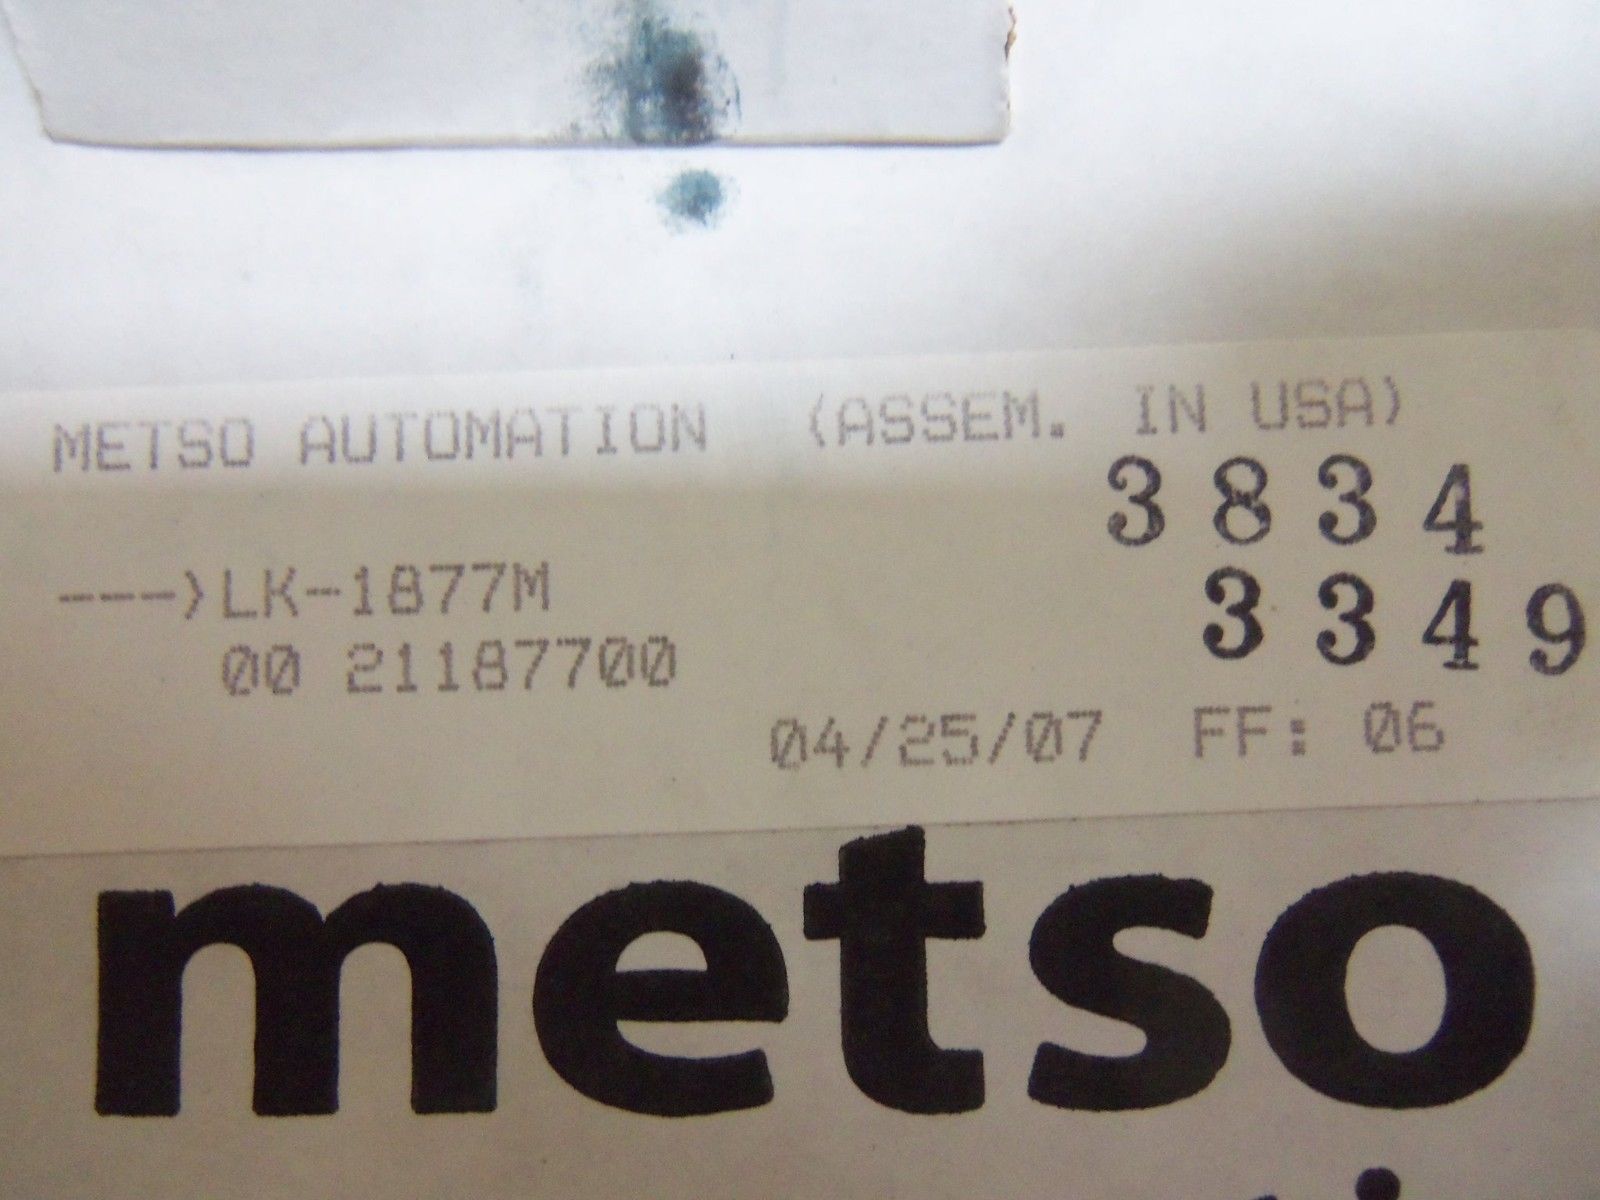 METSO AUTOMATION (ASSEM. IN USA)
3834
--->LK-1877M
3349
00 21187700
04/25/07 FF: 06
metso